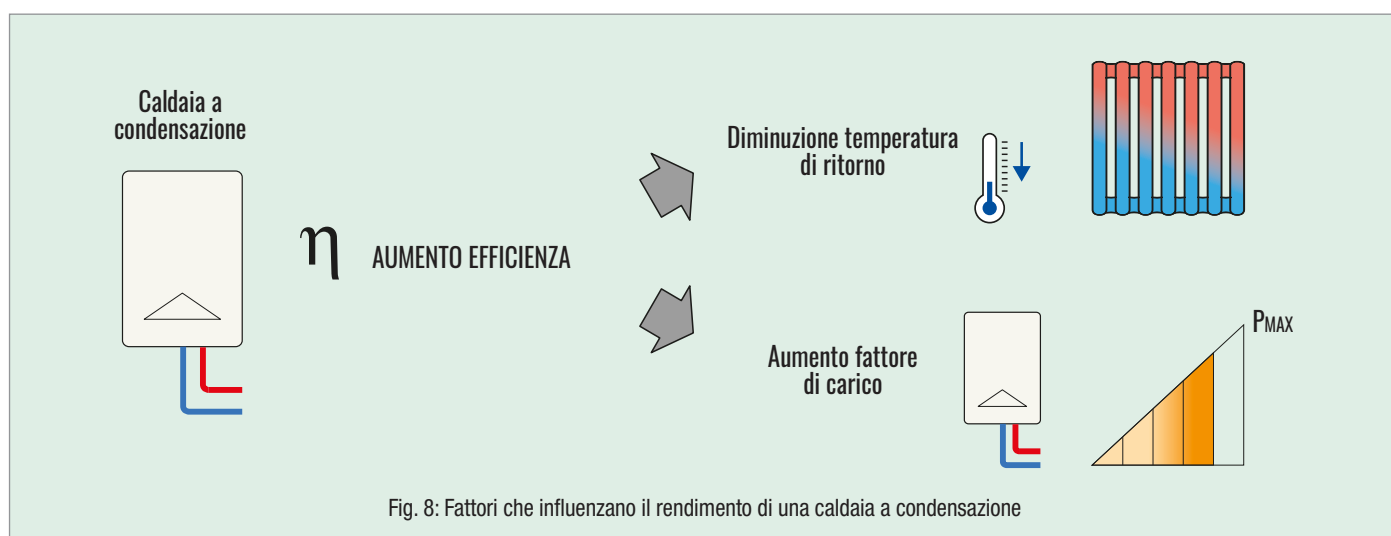 Caldaia a
condensazione
η AUMENTO EFFICIENZA
Diminuzione temperatura
di ritorno
Aumento fattore
di carico
PMAX
Fig. 8: Fattori che influenzano il rendimento di una caldaia a condensazione